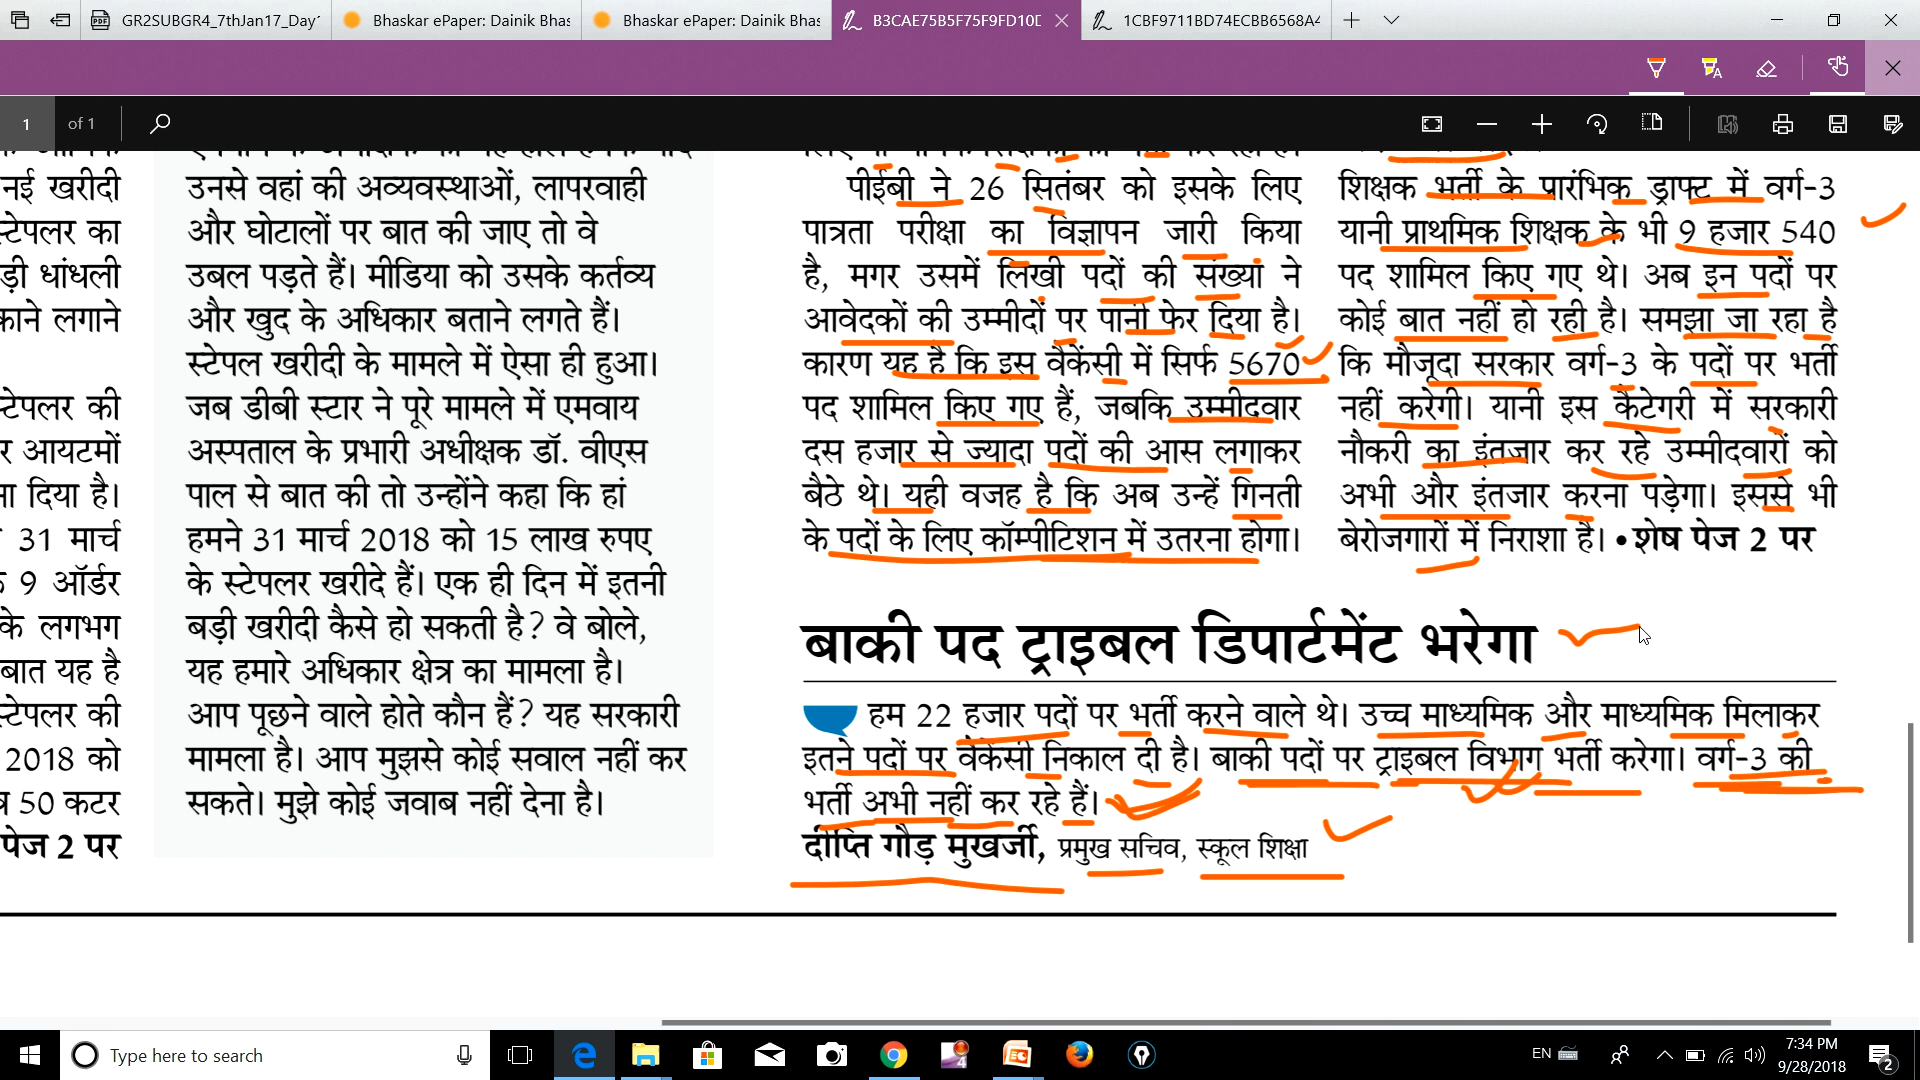 GR2SUBGR4_7thJan17_Day1
Bhaskar ePaper: Dainik Bhas
Bhaskar ePaper: Dainik Bhas
B3CAE75B5F75F9FD10D
1CBF9711BD74ECBB6568A4
1 of 1
नई खरीदी
स्टेपलर का
ड़ी धांधली
काने लगाने
स्टेपलर की
र आयटमों
31 मार्च
9 ऑर्डर
के लगभग
बात यह है
स्टेपलर की
2018 को
50 कटर
पेज 2 पर
उनसे वहां की अव्यवस्थाओं, लापरवाही
और घोटालों पर बात की जाए तो वे
उबल पड़ते हैं। मीडिया को उसके कर्तव्य
और खुद के अधिकार बताने लगते हैं।
स्टेपल खरीदी के मामले में ऐसा ही हुआ।
जब डीबी स्टार ने पूरे मामले में एमवाय
अस्पताल के प्रभारी अधीक्षक डॉ. वीएस
पाल से बात की तो उन्होंने कहा कि हां
हमने 31 मार्च 2018 को 15 लाख रुपए
के स्टेपलर खरीदे हैं। एक ही दिन में इतनी
बड़ी खरीदी कैसे हो सकती है? वे बोले,
यह हमारे अधिकार क्षेत्र का मामला है।
आप पूछने वाले होते कौन हैं? यह सरकारी
मामला है। आप मुझसे कोई सवाल नहीं कर
सकते। मुझे कोई जवाब नहीं देना है।
पीईबी ने 26 सितंबर को इसके लिए
पात्रता परीक्षा का विज्ञापन जारी किया
है, मगर उसमें लिखी पदों की संख्या ने
आवेदकों की उम्मीदों पर पानी फेर दिया है।
कारण यह है कि इस वैकेंसी में सिर्फ 5670
पद शामिल किए गए हैं, जबकि उम्मीदवार
दस हजार से ज्यादा पदों की आस लगाकर
बैठे थे। यही वजह है कि अब उन्हें गिनती
के पदों के लिए कॉम्पीटिशन में उतरना होगा।
शिक्षक भर्ती के प्रारंभिक ड्राफ्ट में वर्ग-3
यानी प्राथमिक शिक्षक के भी 9 हजार 540
पद शामिल किए गए थे। अब इन पदों पर
कोई बात नहीं हो रही है। समझा जा रहा है
कि मौजूदा सरकार वर्ग-3 के पदों पर भर्ती
नहीं करेगी। यानी इस कैटेगरी में सरकारी
नौकरी का इंतजार कर रहे उम्मीदवारों को
अभी और इंतजार करना पड़ेगा। इससे भी
बेरोजगारों में निराशा है। • शेष पेज 2 पर
बाकी पद ट्राइबल डिपार्टमेंट भरेगा
हम 22 हजार पदों पर भर्ती करने वाले थे। उच्च माध्यमिक और माध्यमिक मिलाकर
इतने पदों पर वैकेंसी निकाल दी है। बाकी पदों पर ट्राइबल विभाग भर्ती करेगा। वर्ग-3 की
भर्ती अभी नहीं कर रहे हैं।
दीप्ति गौड़ मुखर्जी, प्रमुख सचिव, स्कूल शिक्षा
Type here to search
EN
7:34 PM
9/28/2018
2